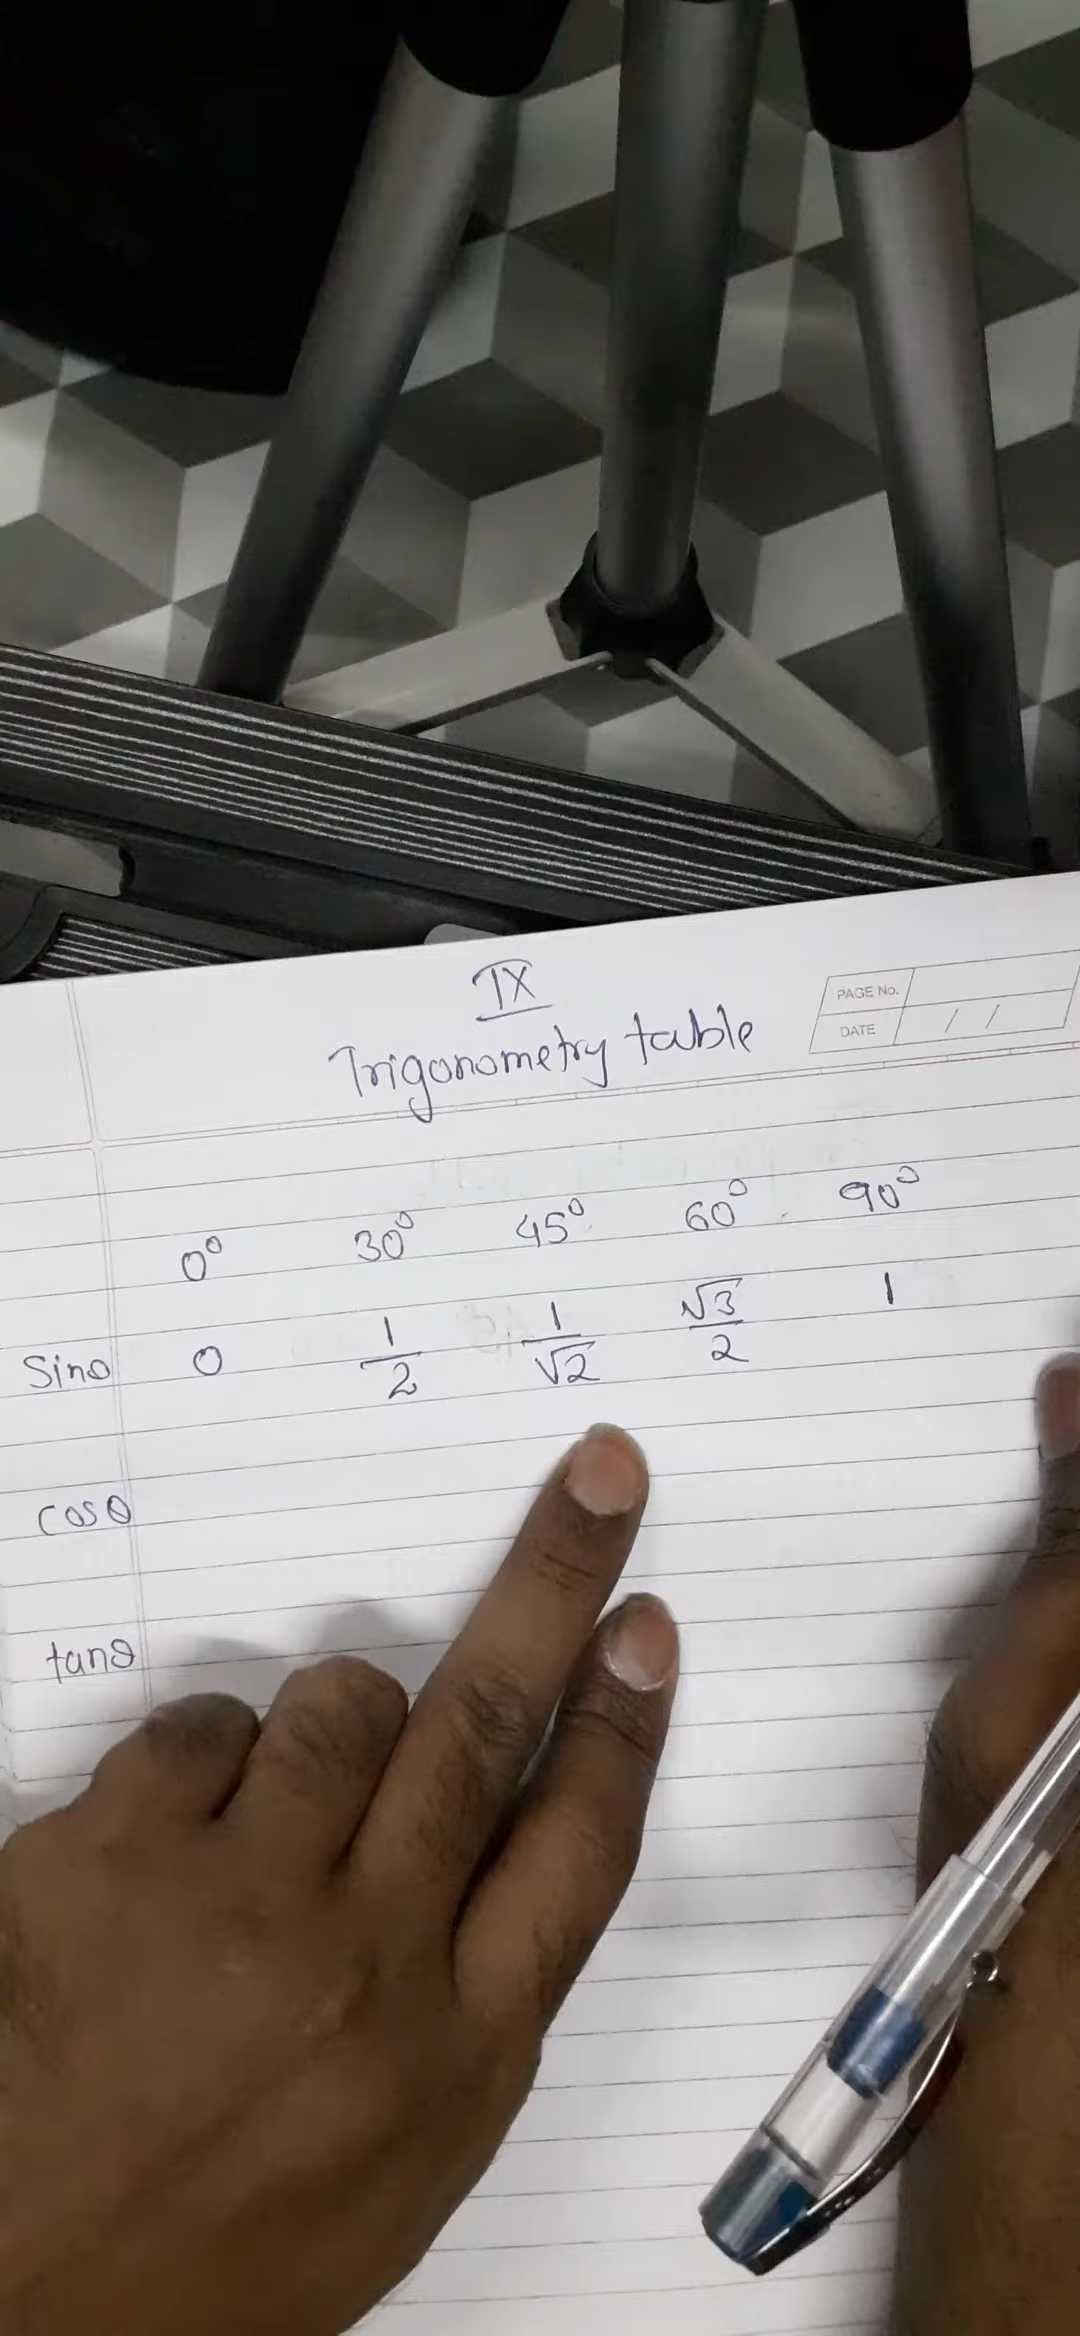 IX
Trigonometry table
PAGE No.
DATE / /
0° 30° 45° 60° 90°
Sinθ 0 1/2 1/√2 √3/2 1
cosθ
tanθ